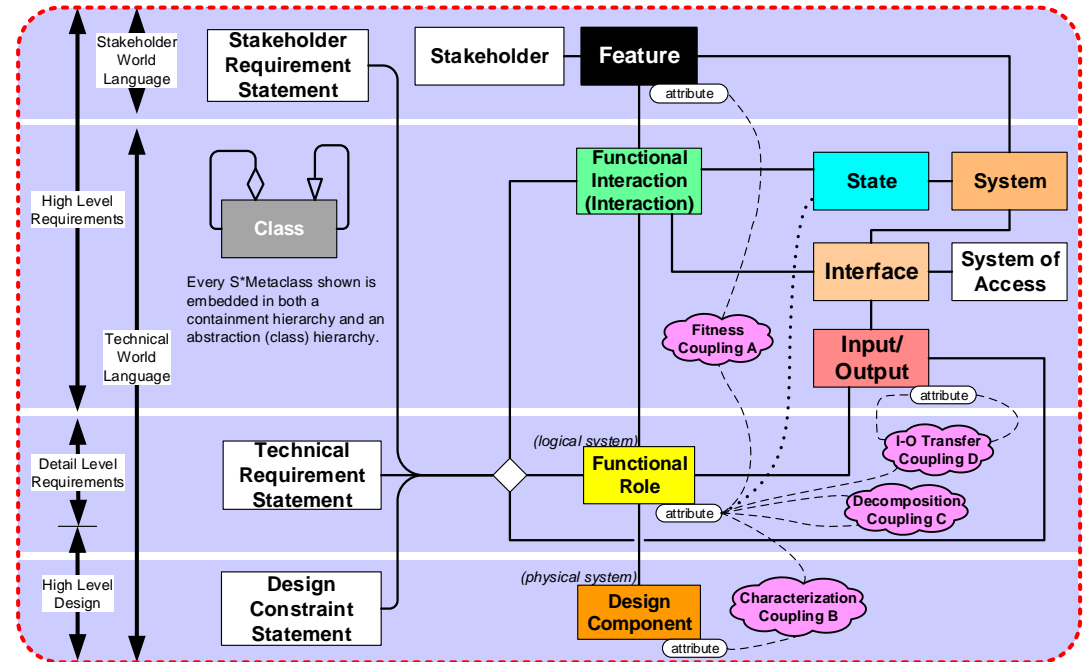 Stakeholder
World
Language
Stakeholder
Requirement
Statement
Stakeholder
Feature
attribute
High Level
Requirements
Class
Every S*Metaclass shown is
embedded in both a
containment hierarchy and an
abstraction (class) hierarchy.
Functional
Interaction
(Interaction)
State
System
Interface
System of
Access
Technical
World
Language
Fitness
Coupling A
Input/
Output
attribute
Detail Level
Requirements
Technical
Requirement
Statement
(logical system)
Functional
Role
attribute
I-O Transfer
Coupling D
Decomposition
Coupling C
High Level
Design
Design
Constraint
Statement
(physical system)
Design
Component
attribute
Characterization
Coupling B